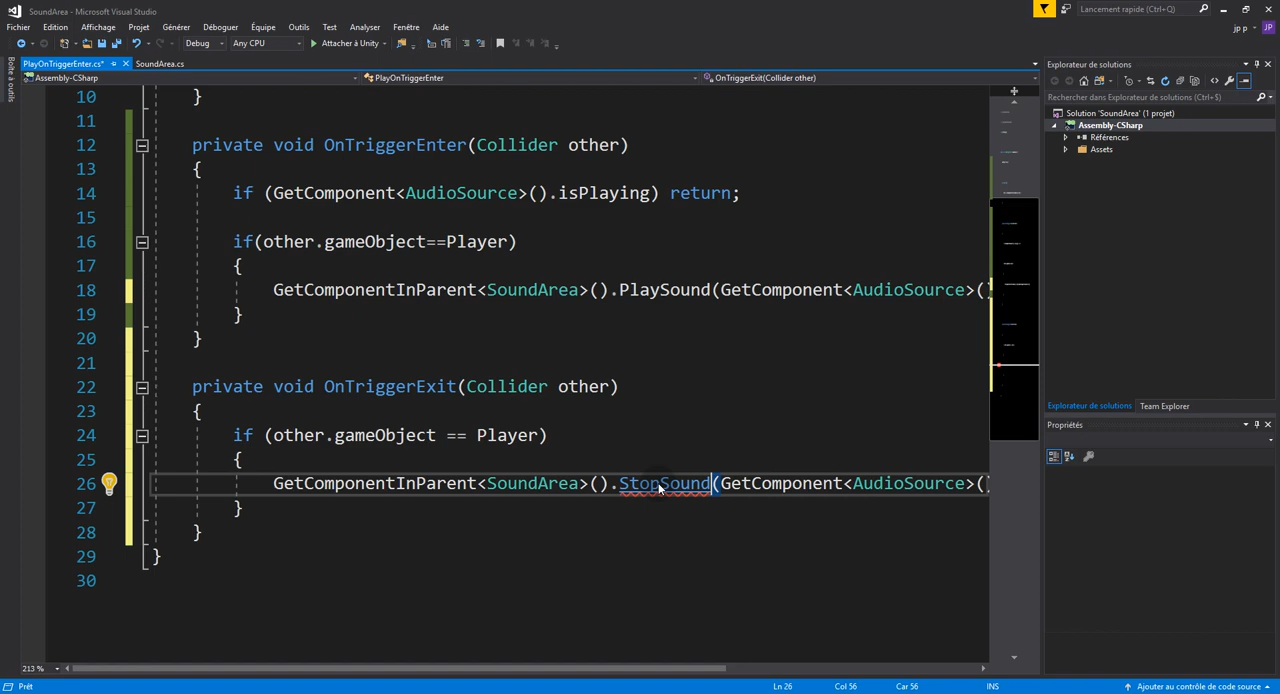 SoundArea - Microsoft Visual Studio
Lancement rapide (Ctrl+Q)
Fichier Edition Affichage Projet Générer Déboguer Équipe Outils Test Analyser Fenêtre Aide
jp p JP
Debug Any CPU Attacher à Unity
Boîte à outils
PlayOnTriggerEnter.cs* SoundArea.cs
Assembly-CSharp PlayOnTriggerEnter OnTriggerExit(Collider other)
10 }
11
12 private void OnTriggerEnter(Collider other)
13 {
14 if (GetComponent<AudioSource>().isPlaying) return;
15
16 if(other.gameObject==Player)
17 {
18 GetComponentInParent<SoundArea>().PlaySound(GetComponent<AudioSource>()
19 }
20 }
21
22 private void OnTriggerExit(Collider other)
23 {
24 if (other.gameObject == Player)
25 {
26 GetComponentInParent<SoundArea>().StopSound(GetComponent<AudioSource>()
27 }
28 }
29 }
30
213 %
Explorateur de solutions
Rechercher dans Explorateur de solutions (Ctrl+$)
Solution 'SoundArea' (1 projet)
Assembly-CSharp
Références
Assets
Explorateur de solutions Team Explorer
Propriétés
Prêt Ln 26 Col 56 Car 56 INS Ajouter au contrôle de code source